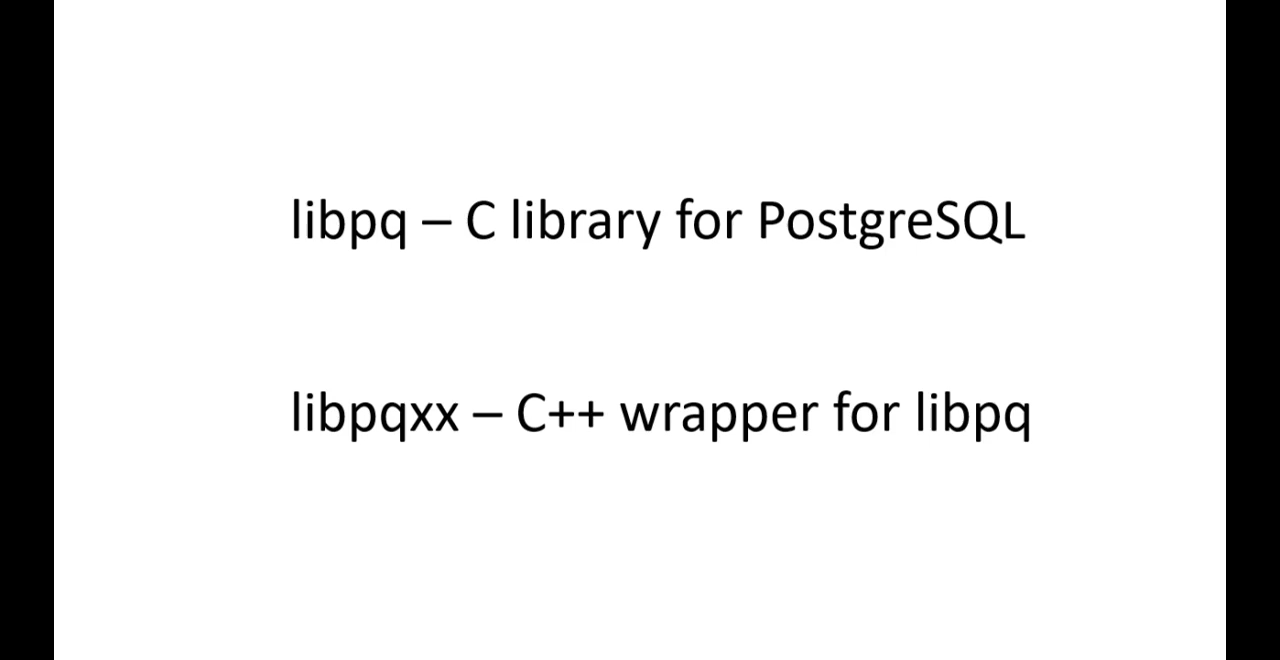 libpq – C library for PostgreSQL
libpqxx – C++ wrapper for libpq